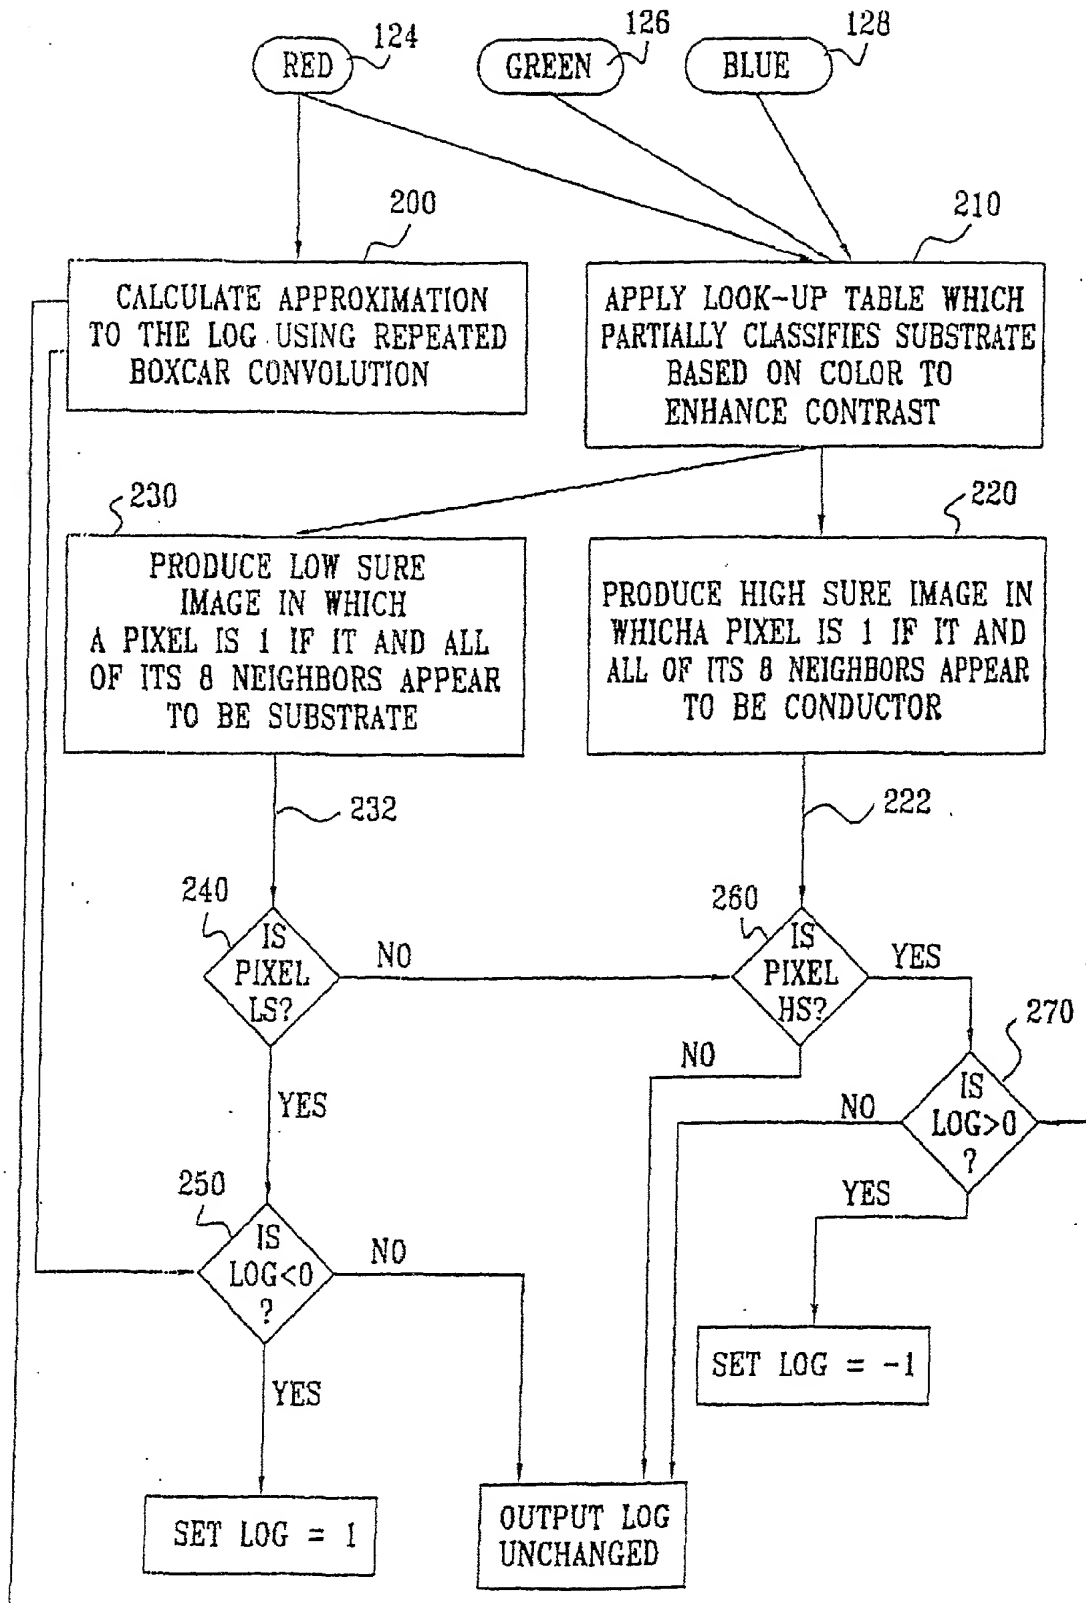 124
126
128
RED
GREEN
BLUE
200
210
CALCULATE APPROXIMATION
TO THE LOG USING REPEATED
BOXCAR CONVOLUTION
APPLY LOOK-UP TABLE WHICH
PARTIALLY CLASSIFIES SUBSTRATE
BASED ON COLOR TO
ENHANCE CONTRAST
230
220
PRODUCE LOW SURE
IMAGE IN WHICH
A PIXEL IS 1 IF IT AND ALL
OF ITS 8 NEIGHBORS APPEAR
TO BE SUBSTRATE
PRODUCE HIGH SURE IMAGE IN
WHICHA PIXEL IS 1 IF IT AND
ALL OF ITS 8 NEIGHBORS APPEAR
TO BE CONDUCTOR
232
222
240
IS
PIXEL
LS?
NO
260
IS
PIXEL
HS?
YES
270
NO
IS
LOG>0
?
NO
YES
YES
250
IS
LOG<0
?
NO
SET LOG = -1
YES
SET LOG = 1
OUTPUT LOG
UNCHANGED